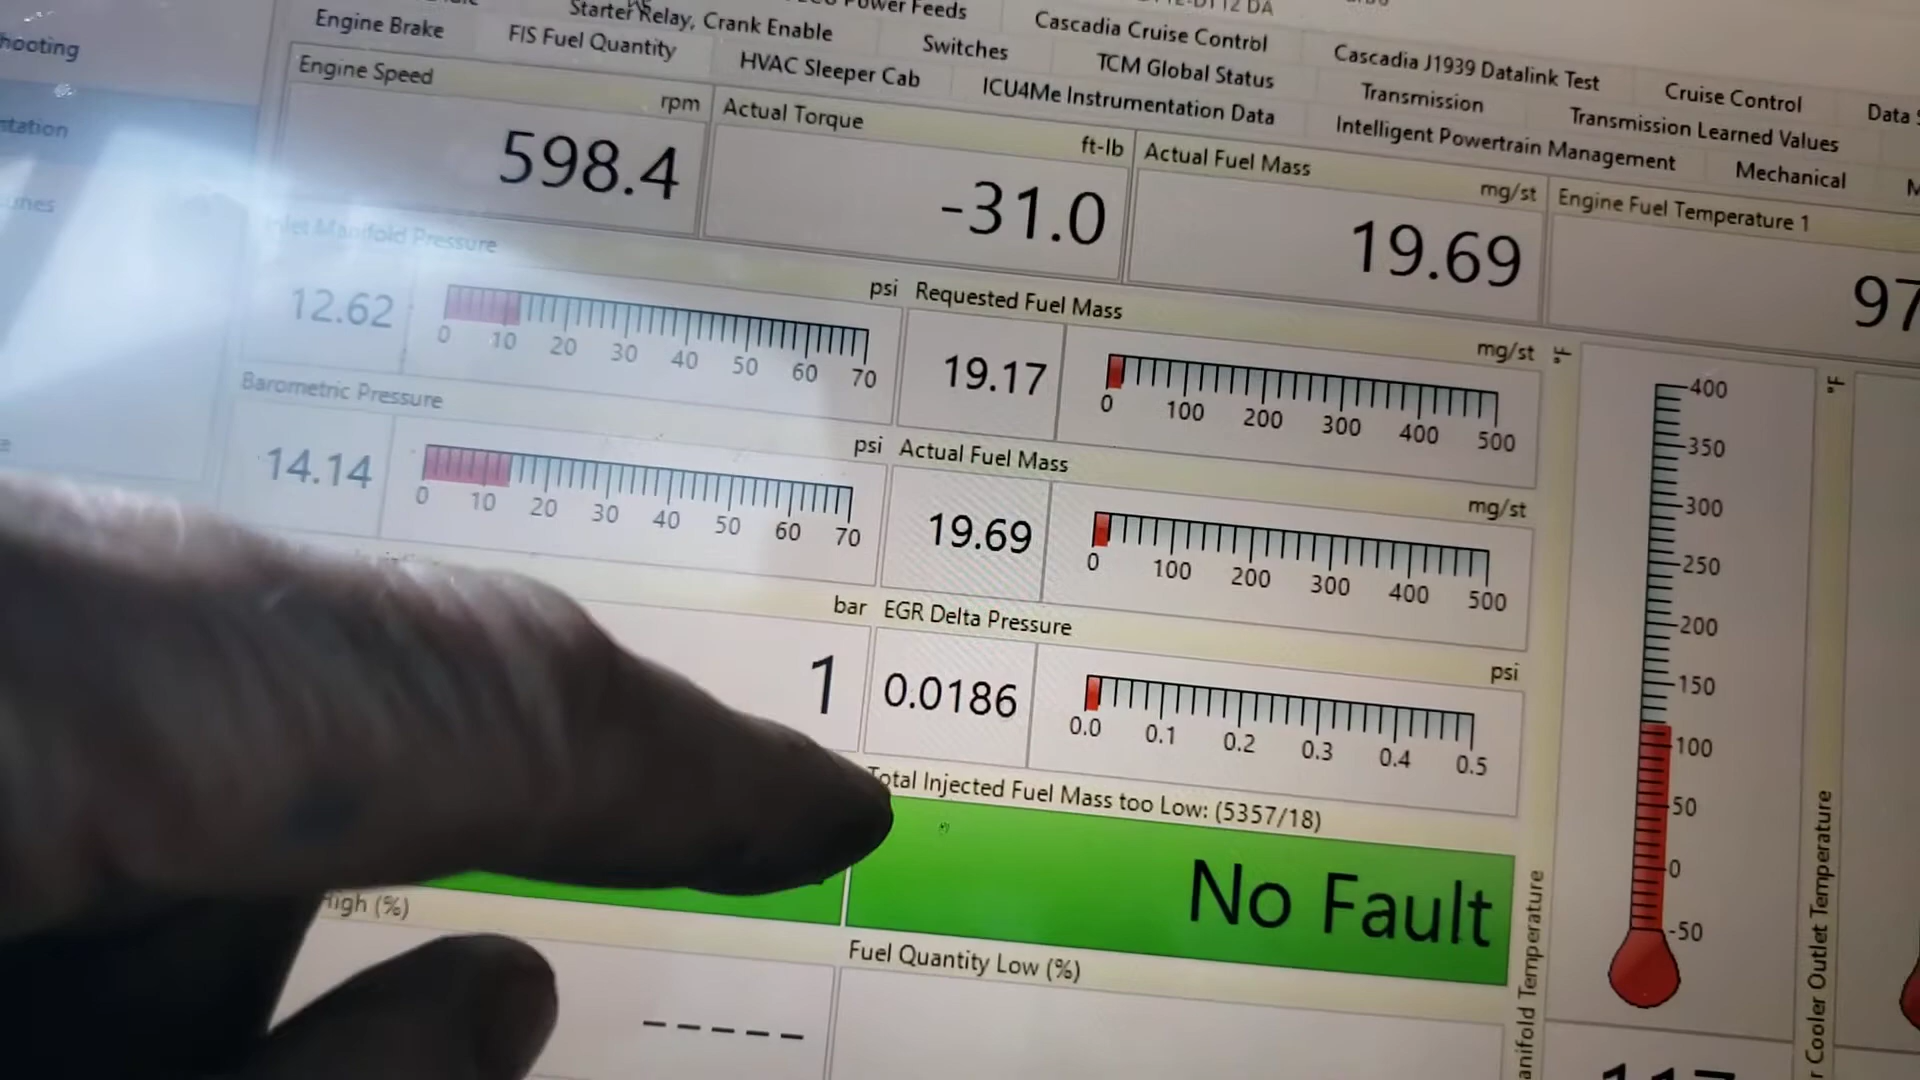 Power Feeds
DT12 DA
Starter Relay, Crank Enable
Cascadia Cruise Control
Engine Brake
FIS Fuel Quantity
Switches
Cascadia J1939 Datalink Test
HVAC Sleeper Cab
TCM Global Status
Cruise Control
Data
hooting
ICU4Me Instrumentation Data
Transmission
Transmission Learned Values
Intelligent Powertrain Management
Mechanical
M
tation
Engine Speed
rpm
598.4
Actual Torque
ft-lb
-31.0
Actual Fuel Mass
mg/st
19.69
Engine Fuel Temperature 1
97
Inlet Manifold Pressure
psi
12.62
0 10 20 30 40 50 60 70
Requested Fuel Mass
mg/st
19.17
0 100 200 300 400 500
Barometric Pressure
psi
14.14
0 10 20 30 40 50 60 70
Actual Fuel Mass
mg/st
19.69
0 100 200 300 400 500
bar
1
EGR Delta Pressure
psi
0.0186
0.0 0.1 0.2 0.3 0.4 0.5
Total Injected Fuel Mass too Low: (5357/18)
No Fault
High (%)
-----
Fuel Quantity Low (%)
°F
400
350
300
250
200
150
100
50
0
-50
anifold Temperature
°F
r Cooler Outlet Temperature